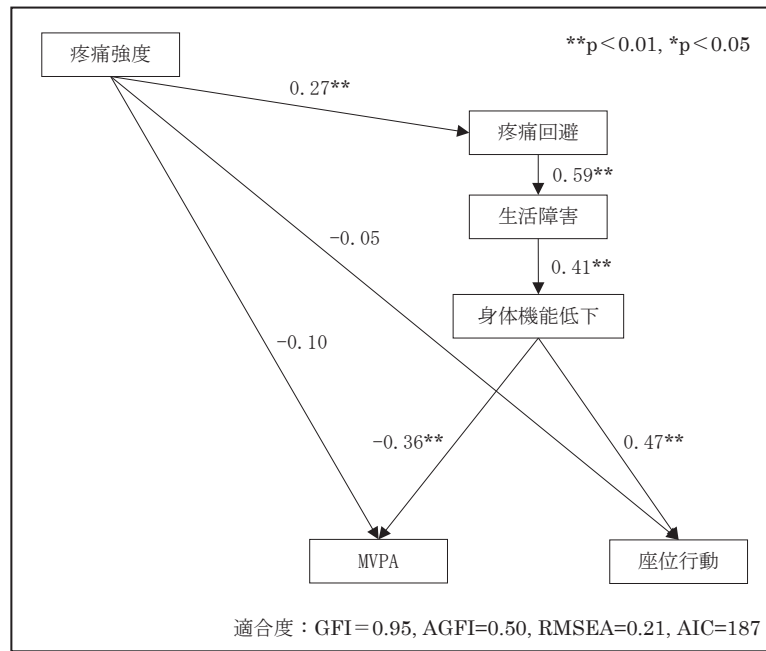 疼痛強度
**p＜0.01, *p＜0.05
0.27**
疼痛回避
0.59**
生活障害
-0.05
0.41**
身体機能低下
-0.10
-0.36**
0.47**
MVPA
座位行動
適合度：GFI＝0.95, AGFI=0.50, RMSEA=0.21, AIC=187